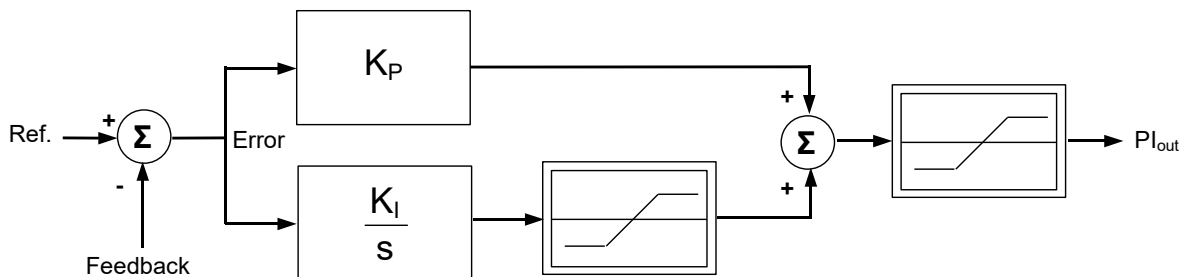 K_P
+
Ref.
Σ
Error
-
Feedback
K_I
s
+
Σ
+
PI_out